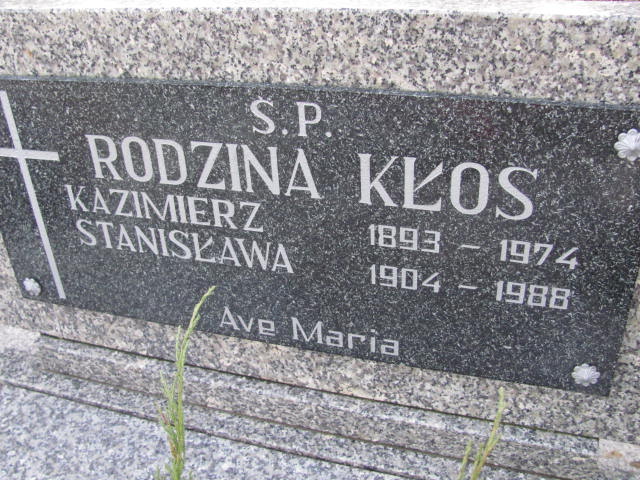 Ś.P.
RODZINA KŁOS
KAZIMIERZ 1893 - 1974
STANISŁAWA 1904 - 1988
Ave Maria